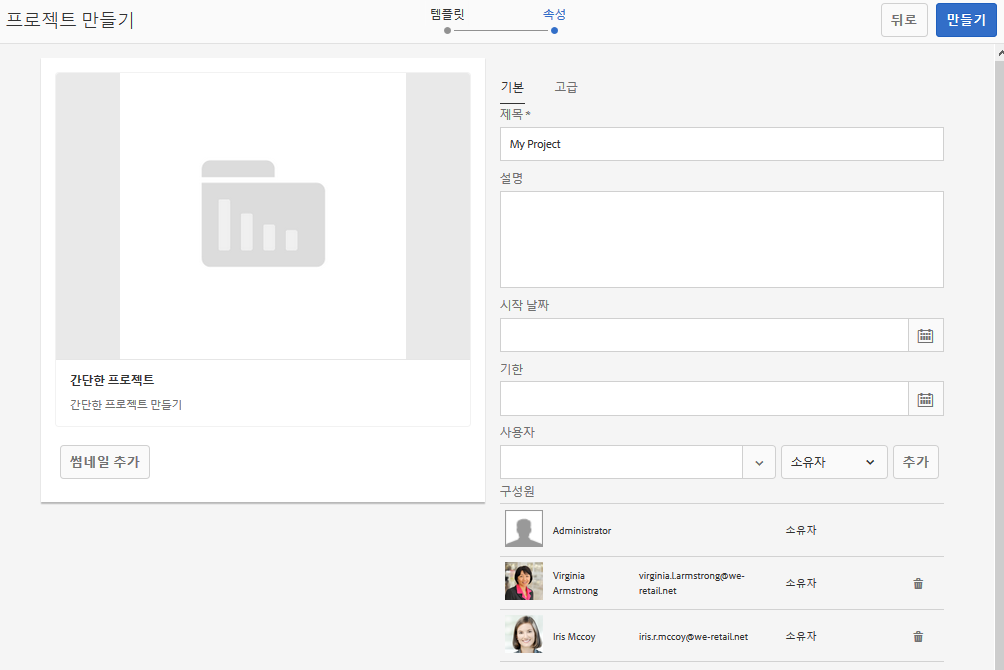 프로젝트 만들기
템플릿
속성
뒤로
만들기
간단한 프로젝트
간단한 프로젝트 만들기
썸네일 추가
기본
고급
제목 *
My Project
설명
시작 날짜
기한
사용자
소유자
추가
구성원
Administrator
소유자
Virginia
Armstrong
virginia.l.armstrong@we-
retail.net
소유자
Iris Mccoy
iris.r.mccoy@we-retail.net
소유자